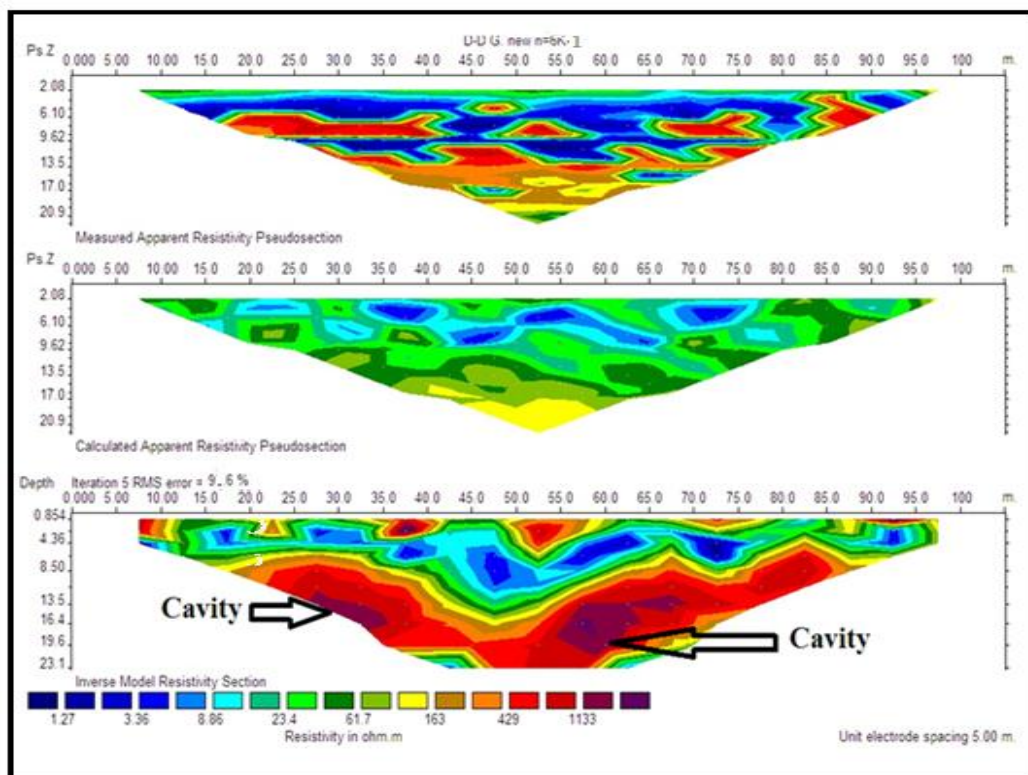 D-D G. new n=6K-1
Ps.Z 0.000 5.00 10.0 15.0 20.0 25.0 30.0 35.0 40.0 45.0 50.0 55.0 60.0 65.0 70.0 75.0 80.0 85.0 90.0 95.0 100 m.
2.08
6.10
9.62
13.5
17.0
20.9
Measured Apparent Resistivity Pseudosection
Ps.Z 0.000 5.00 10.0 15.0 20.0 25.0 30.0 35.0 40.0 45.0 50.0 55.0 60.0 65.0 70.0 75.0 80.0 85.0 90.0 95.0 100 m.
2.08
6.10
9.62
13.5
17.0
20.9
Calculated Apparent Resistivity Pseudosection
Depth Iteration 5 RMS error = 9.6 %
0.000 5.00 10.0 15.0 20.0 25.0 30.0 35.0 40.0 45.0 50.0 55.0 60.0 65.0 70.0 75.0 80.0 85.0 90.0 95.0 100 m.
0.854
4.36
8.50
13.5
16.4
19.6
23.1
Cavity
Cavity
Inverse Model Resistivity Section
1.27 3.36 8.86 23.4 61.7 163 429 1133
Resistivity in ohm.m Unit electrode spacing 5.00 m.